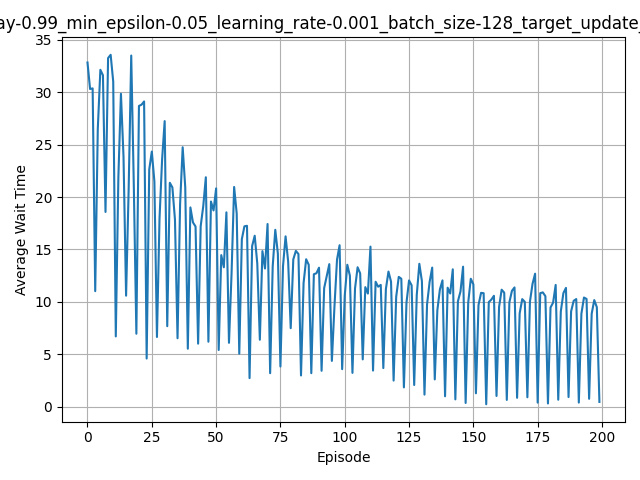 ay-0.99_min_epsilon-0.05_learning_rate-0.001_batch_size-128_target_update_
35
30
25
20
15
10
5
0
Average Wait Time
0 25 50 75 100 125 150 175 200
Episode